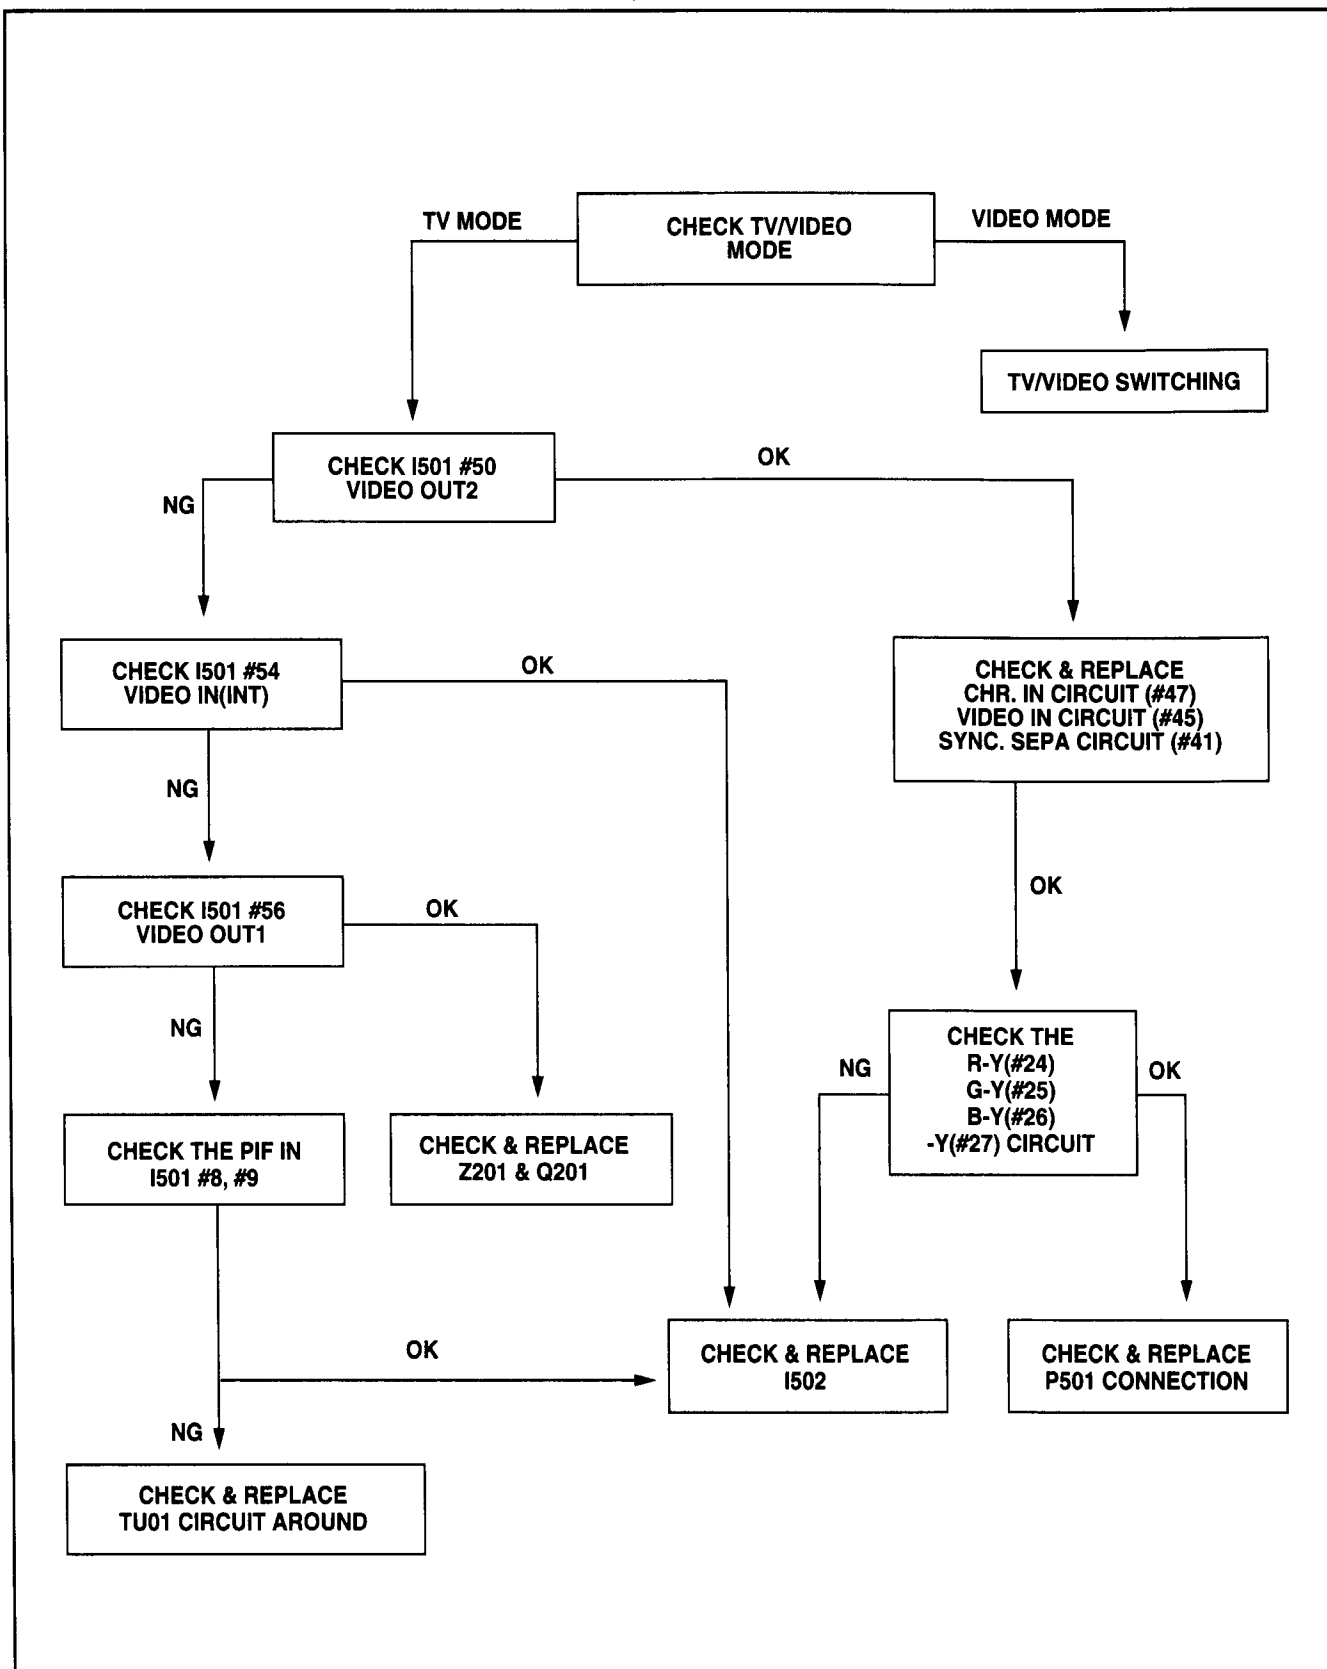 TV MODE
CHECK TV/VIDEO
MODE
VIDEO MODE
TV/VIDEO SWITCHING
CHECK I501 #50
VIDEO OUT2
OK
NG
CHECK I501 #54
VIDEO IN(INT)
OK
CHECK & REPLACE
CHR. IN CIRCUIT (#47)
VIDEO IN CIRCUIT (#45)
SYNC. SEPA CIRCUIT (#41)
NG
OK
CHECK I501 #56
VIDEO OUT1
OK
NG
CHECK THE
R-Y(#24)
G-Y(#25)
B-Y(#26)
-Y(#27) CIRCUIT
NG
OK
CHECK THE PIF IN
I501 #8, #9
CHECK & REPLACE
Z201 & Q201
OK
CHECK & REPLACE
I502
CHECK & REPLACE
P501 CONNECTION
NG
CHECK & REPLACE
TU01 CIRCUIT AROUND